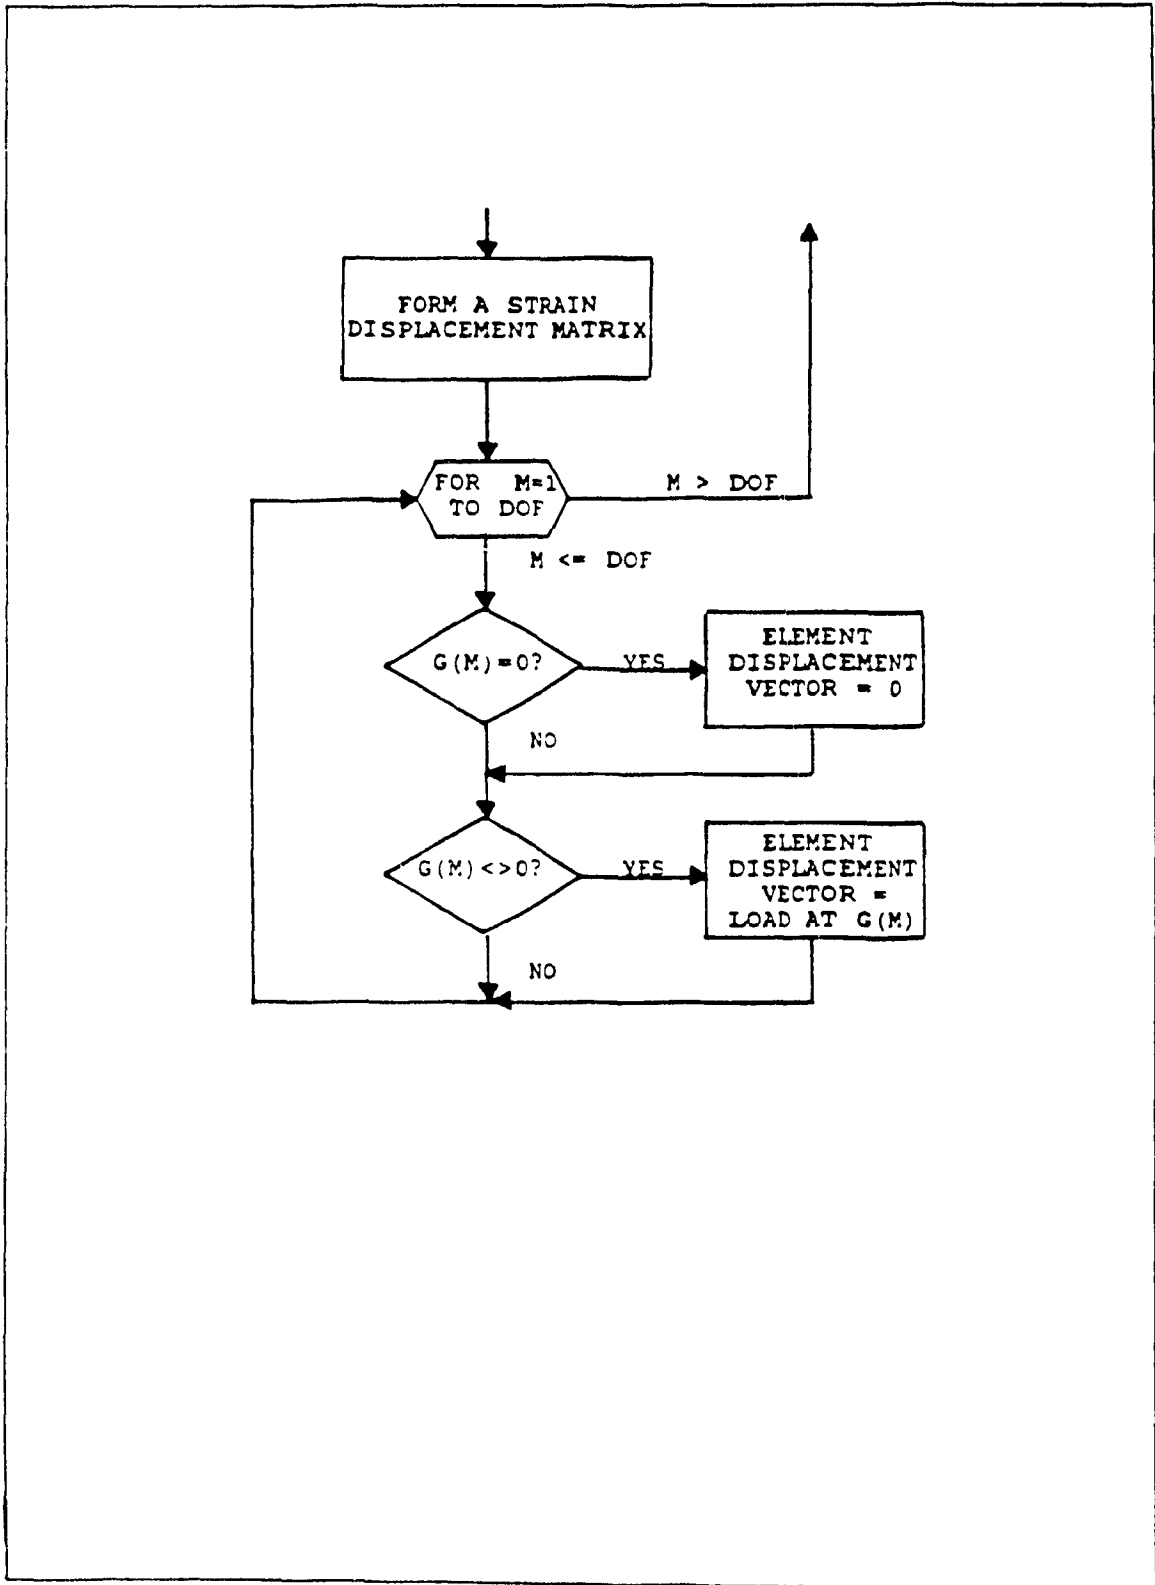 FORM A STRAIN
DISPLACEMENT MATRIX
FOR M=1
TO DOF
M > DOF
M <= DOF
G(M)=0?
YES
ELEMENT
DISPLACEMENT
VECTOR = 0
NO
G(M)<>0?
YES
ELEMENT
DISPLACEMENT
VECTOR =
LOAD AT G(M)
NO